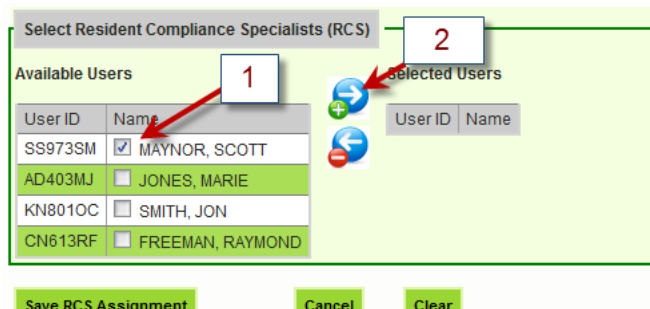 Select Resident Compliance Specialists (RCS)
2
Available Users
1
Selected Users
User ID Name
User ID Name
SS973SM MAYNOR, SCOTT
AD403MJ JONES, MARIE
KN801OC SMITH, JON
CN613RF FREEMAN, RAYMOND
Save RCS Assignment Cancel Clear